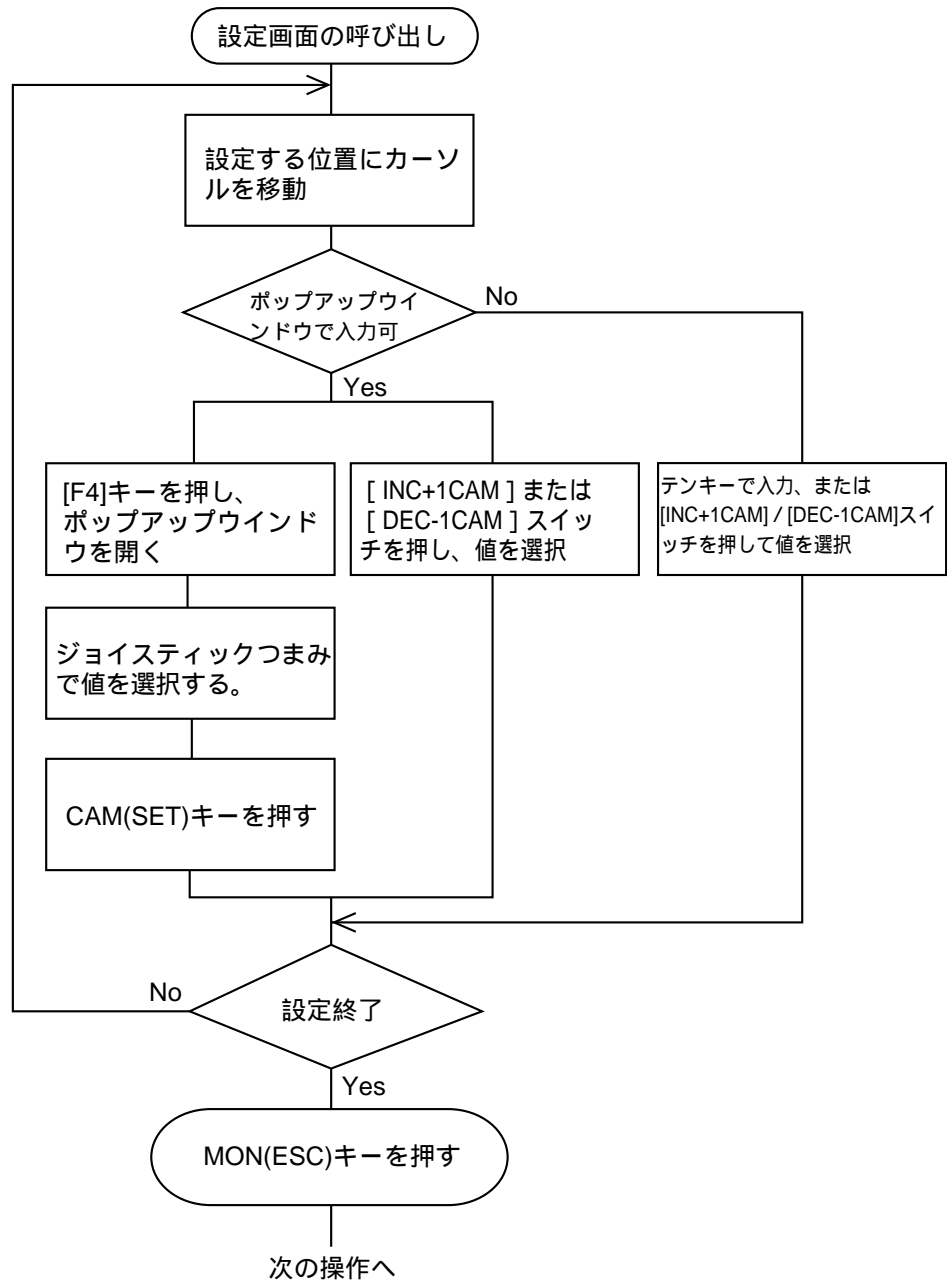 設定画面の呼び出し
設定する位置にカーソ
ルを移動
ポップアップウイ
ンドウで入力可
No
Yes
[F4]キーを押し、
ポップアップウインド
ウを開く
[ INC+1CAM ] または
[ DEC-1CAM ] スイッ
チを押し、値を選択
テンキーで入力、または
[INC+1CAM] / [DEC-1CAM]スイ
ッチを押して値を選択
ジョイスティックつまみ
で値を選択する。
CAM(SET)キーを押す
No
設定終了
Yes
MON(ESC)キーを押す
次の操作へ